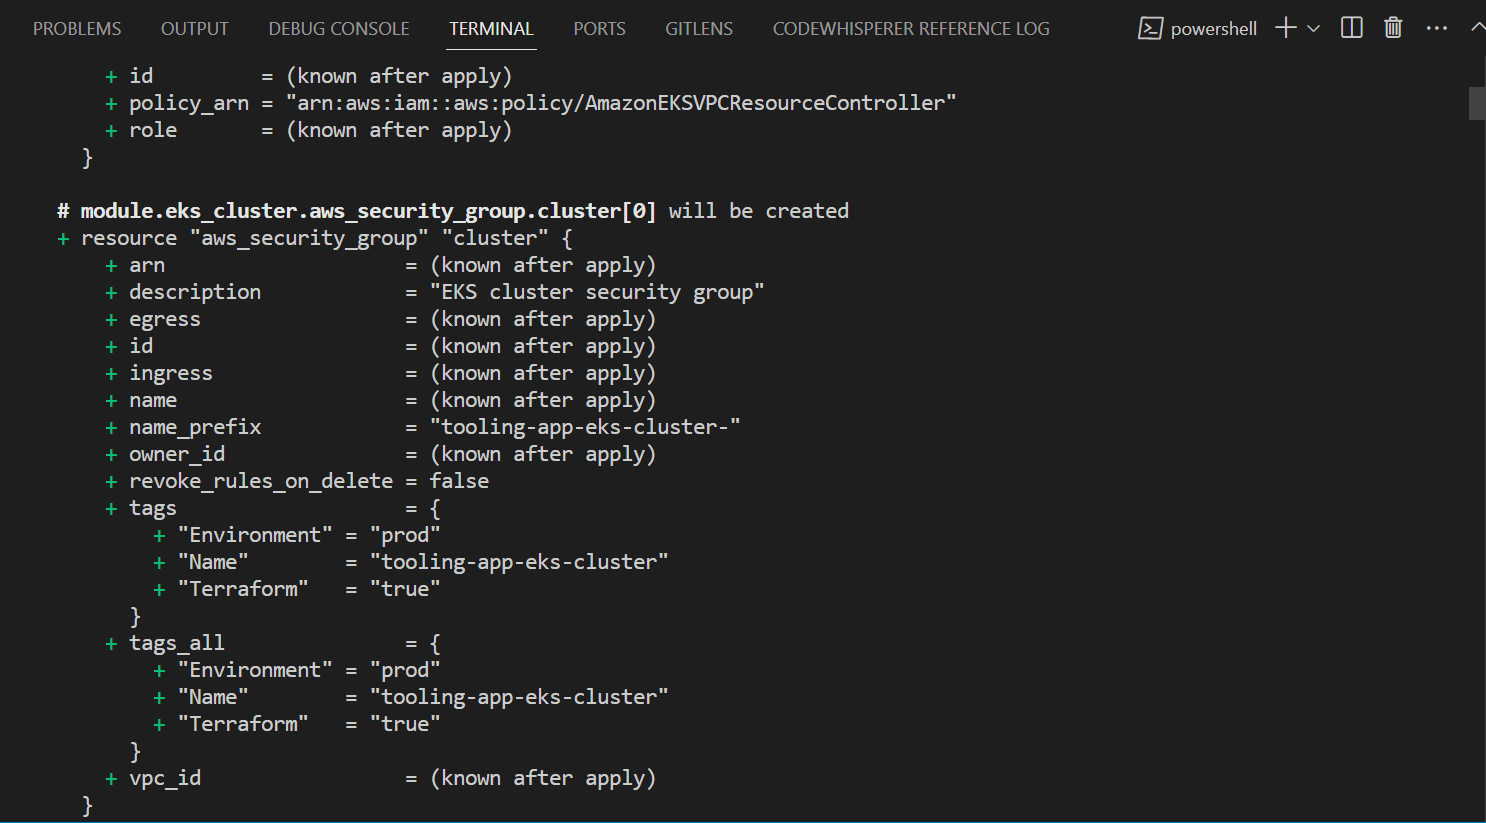 PROBLEMS OUTPUT DEBUG CONSOLE TERMINAL PORTS GITLENS CODEWHISPERER REFERENCE LOG powershell
+ id         = (known after apply)
+ policy_arn = "arn:aws:iam::aws:policy/AmazonEKSVPCResourceController"
+ role       = (known after apply)
}
# module.eks_cluster.aws_security_group.cluster[0] will be created
+ resource "aws_security_group" "cluster" {
+ arn                    = (known after apply)
+ description            = "EKS cluster security group"
+ egress                 = (known after apply)
+ id                     = (known after apply)
+ ingress                = (known after apply)
+ name                   = (known after apply)
+ name_prefix            = "tooling-app-eks-cluster-"
+ owner_id               = (known after apply)
+ revoke_rules_on_delete = false
+ tags                   = {
+ "Environment" = "prod"
+ "Name"        = "tooling-app-eks-cluster"
+ "Terraform"   = "true"
}
+ tags_all               = {
+ "Environment" = "prod"
+ "Name"        = "tooling-app-eks-cluster"
+ "Terraform"   = "true"
}
+ vpc_id                 = (known after apply)
}